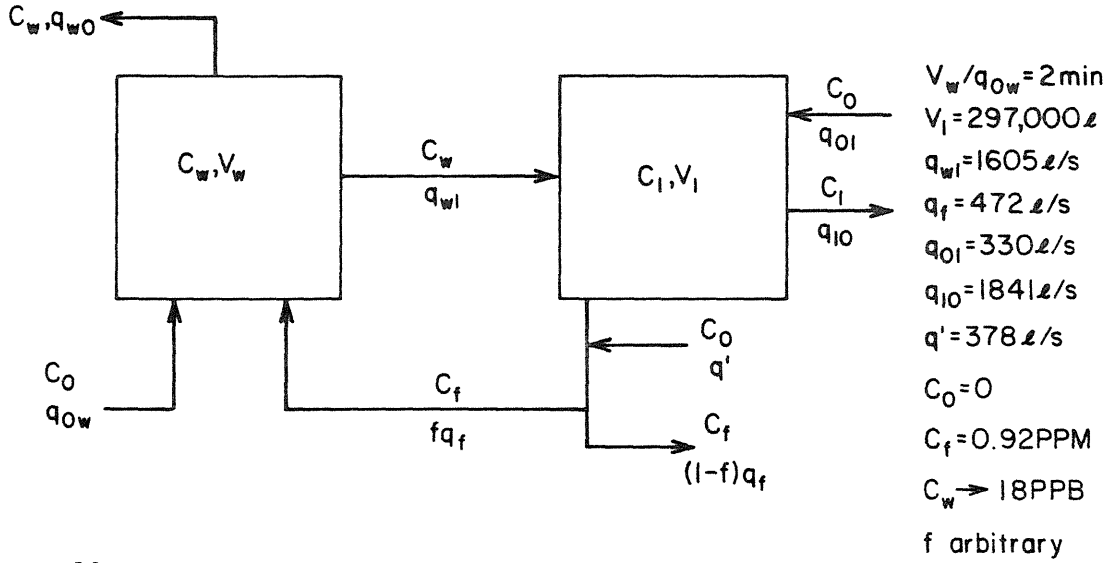 C_w, q_w0
C_w, V_w
C_w
q_w1
C_1, V_1
C_0
q_01
C_1
q_10
C_0
q'
C_0
q_0w
C_f
fq_f
C_f
(1-f)q_f
V_w/q_0w = 2 min
V_1 = 297,000 ℓ
q_w1 = 1605 ℓ/s
q_f = 472 ℓ/s
q_01 = 330 ℓ/s
q_10 = 1841 ℓ/s
q' = 378 ℓ/s
C_0 = 0
C_f = 0.92 PPM
C_w → 18 PPB
f arbitrary